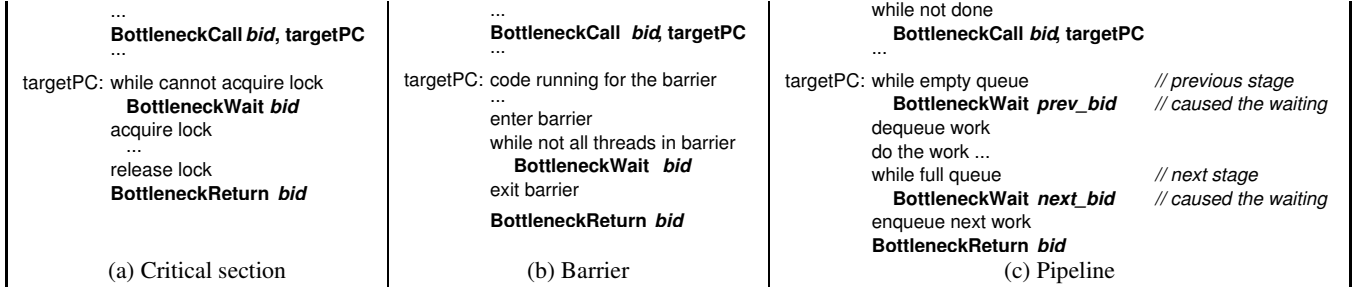 ...
BottleneckCall bid, targetPC
...
targetPC: while cannot acquire lock
BottleneckWait bid
acquire lock
...
release lock
BottleneckReturn bid
(a) Critical section
...
BottleneckCall bid, targetPC
...
targetPC: code running for the barrier
...
enter barrier
while not all threads in barrier
BottleneckWait bid
exit barrier
BottleneckReturn bid
(b) Barrier
while not done
BottleneckCall bid, targetPC
...
targetPC: while empty queue // previous stage
BottleneckWait prev_bid // caused the waiting
dequeue work
do the work ...
while full queue // next stage
BottleneckWait next_bid // caused the waiting
enqueue next work
BottleneckReturn bid
(c) Pipeline